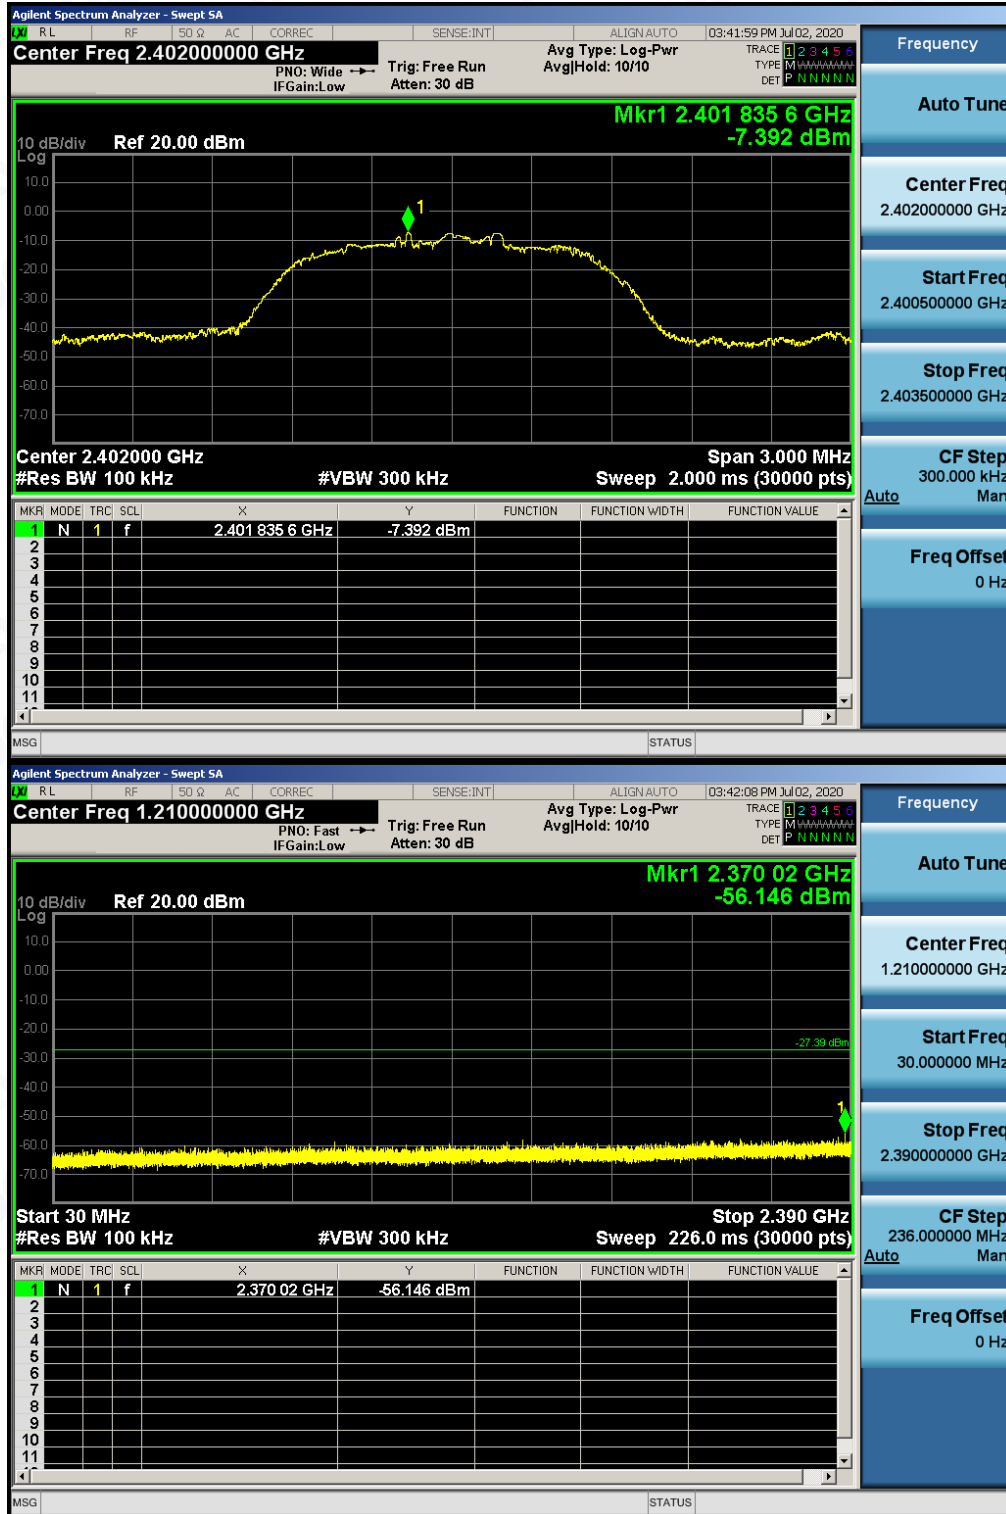 Agilent Spectrum Analyzer - Swept SA
LXI RL RF 50 Ω AC CORREC SENSE:INT ALIGN AUTO 03:41:59 PM Jul 02, 2020
Center Freq 2.402000000 GHz
PNO: Wide
IFGain:Low
Trig: Free Run
Atten: 30 dB
Avg Type: Log-Pwr
Avg|Hold: 10/10
TRACE 1 2 3 4 5 6
TYPE M
DET P N N N N N
Mkr1 2.401 835 6 GHz
-7.392 dBm
10 dB/div Ref 20.00 dBm
Log
10.0
0.00
-10.0
-20.0
-30.0
-40.0
-50.0
-60.0
-70.0
1
Center 2.402000 GHz Span 3.000 MHz
#Res BW 100 kHz #VBW 300 kHz Sweep 2.000 ms (30000 pts)
MKR MODE TRC SCL X Y FUNCTION FUNCTION WIDTH FUNCTION VALUE
1 N 1 f 2.401 835 6 GHz -7.392 dBm
2
3
4
5
6
7
8
9
10
11
MSG STATUS
Frequency
Auto Tune
Center Freq
2.402000000 GHz
Start Freq
2.400500000 GHz
Stop Freq
2.403500000 GHz
CF Step
300.000 kHz
Auto Man
Freq Offset
0 Hz
Agilent Spectrum Analyzer - Swept SA
LXI RL RF 50 Ω AC CORREC SENSE:INT ALIGN AUTO 03:42:08 PM Jul 02, 2020
Center Freq 1.210000000 GHz
PNO: Fast
IFGain:Low
Trig: Free Run
Atten: 30 dB
Avg Type: Log-Pwr
Avg|Hold: 10/10
TRACE 1 2 3 4 5 6
TYPE M
DET P N N N N N
Mkr1 2.370 02 GHz
-56.146 dBm
10 dB/div Ref 20.00 dBm
Log
10.0
0.00
-10.0
-20.0
-30.0
-40.0
-50.0
-60.0
-70.0
-27.39 dBm
1
Start 30 MHz Stop 2.390 GHz
#Res BW 100 kHz #VBW 300 kHz Sweep 226.0 ms (30000 pts)
MKR MODE TRC SCL X Y FUNCTION FUNCTION WIDTH FUNCTION VALUE
1 N 1 f 2.370 02 GHz -56.146 dBm
2
3
4
5
6
7
8
9
10
11
MSG STATUS
Frequency
Auto Tune
Center Freq
1.210000000 GHz
Start Freq
30.000000 MHz
Stop Freq
2.390000000 GHz
CF Step
236.000000 MHz
Auto Man
Freq Offset
0 Hz